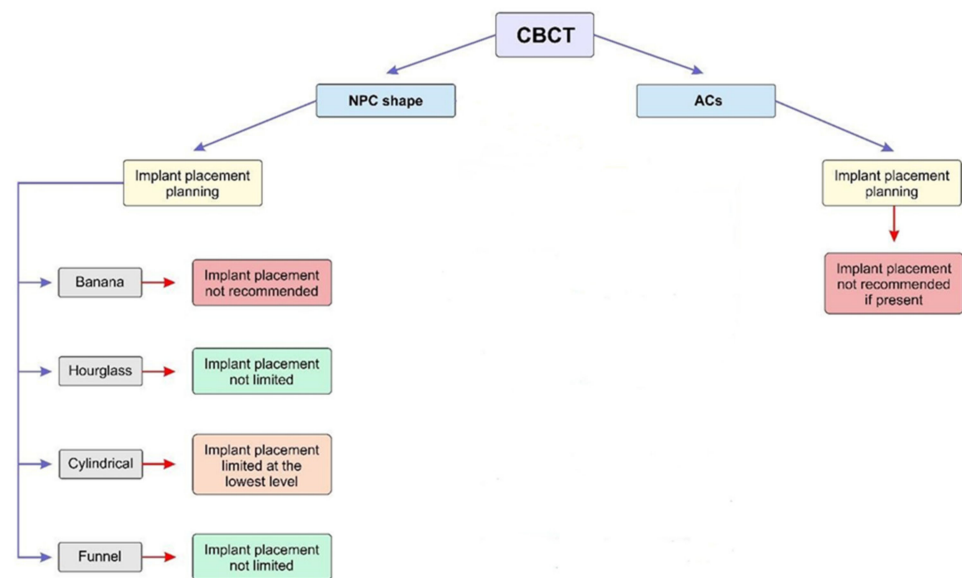 CBCT
NPC shape
ACs
Implant placement
planning
Implant placement
planning
Banana
Implant placement
not recommended
Implant placement
not recommended
if present
Hourglass
Implant placement
not limited
Cylindrical
Implant placement
limited at the
lowest level
Funnel
Implant placement
not limited